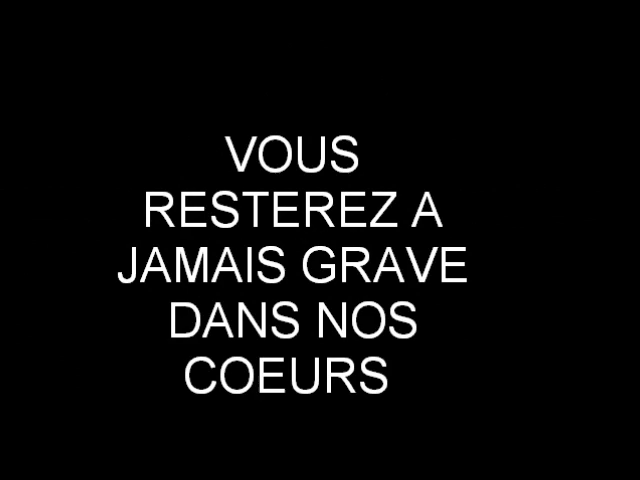 VOUS
RESTEREZ A
JAMAIS GRAVE
DANS NOS
COEURS